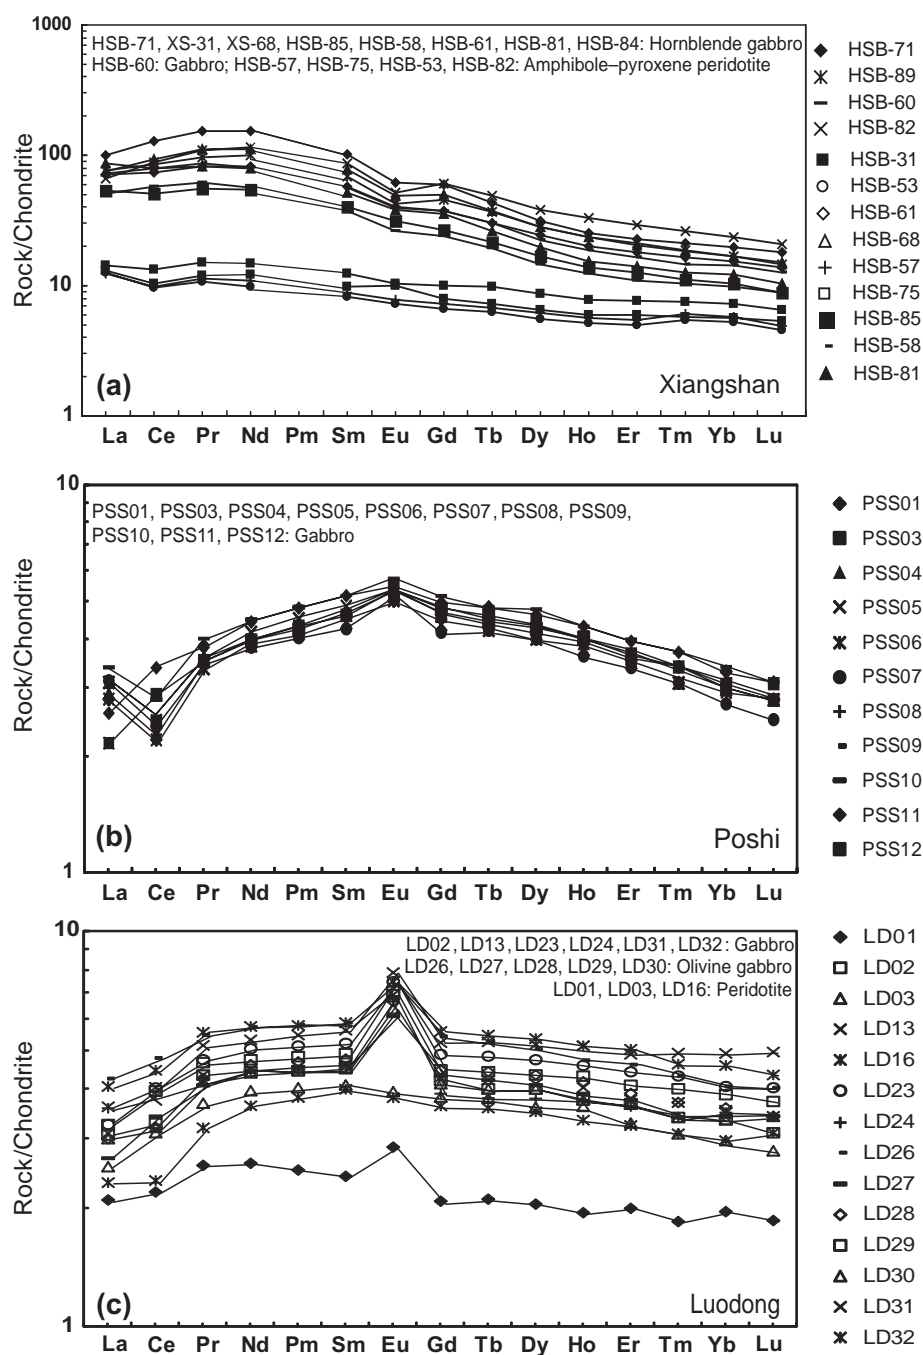 1000
100
10
1
Rock/Chondrite
HSB-71, XS-31, XS-68, HSB-85, HSB-58, HSB-61, HSB-81, HSB-84: Hornblende gabbro
HSB-60: Gabbro; HSB-57, HSB-75, HSB-53, HSB-82: Amphibole–pyroxene peridotite
(a)
Xiangshan
La Ce Pr Nd Pm Sm Eu Gd Tb Dy Ho Er Tm Yb Lu
HSB-71
HSB-89
HSB-60
HSB-82
HSB-31
HSB-53
HSB-61
HSB-68
HSB-57
HSB-75
HSB-85
HSB-58
HSB-81
10
1
Rock/Chondrite
PSS01, PSS03, PSS04, PSS05, PSS06, PSS07, PSS08, PSS09,
PSS10, PSS11, PSS12: Gabbro
(b)
Poshi
La Ce Pr Nd Pm Sm Eu Gd Tb Dy Ho Er Tm Yb Lu
PSS01
PSS03
PSS04
PSS05
PSS06
PSS07
PSS08
PSS09
PSS10
PSS11
PSS12
10
1
Rock/Chondrite
LD02, LD13, LD23, LD24, LD31, LD32: Gabbro
LD26, LD27, LD28, LD29, LD30: Olivine gabbro
LD01, LD03, LD16: Peridotite
(c)
Luodong
La Ce Pr Nd Pm Sm Eu Gd Tb Dy Ho Er Tm Yb Lu
LD01
LD02
LD03
LD13
LD16
LD23
LD24
LD26
LD27
LD28
LD29
LD30
LD31
LD32